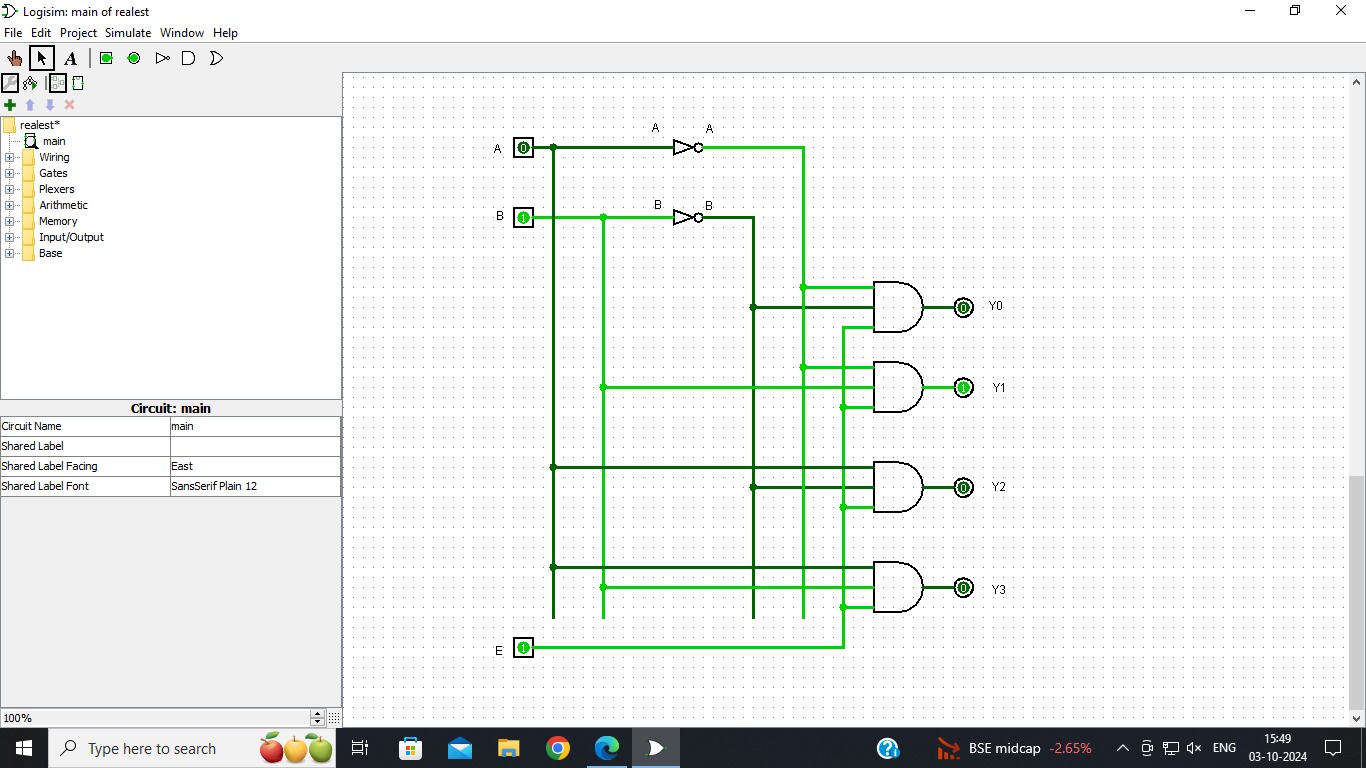 Logisim: main of realest
File Edit Project Simulate Window Help
A
realest*
main
Wiring
Gates
Plexers
Arithmetic
Memory
Input/Output
Base
Circuit: main
Circuit Name main
Shared Label
Shared Label Facing East
Shared Label Font SansSerif Plain 12
100%
A 0 A A
B 1 B B
0 Y0
1 Y1
0 Y2
0 Y3
E 1
Type here to search
BSE midcap -2.65%
ENG
15:49
03-10-2024